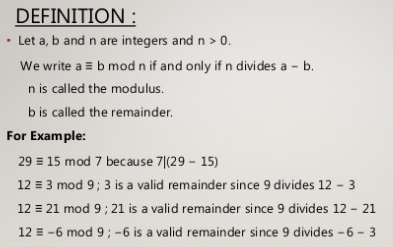 DEFINITION :
• Let a, b and n are integers and n > 0.
We write a ≡ b mod n if and only if n divides a – b.
n is called the modulus.
b is called the remainder.
For Example:
29 ≡ 15 mod 7 because 7|(29 – 15)
12 ≡ 3 mod 9 ; 3 is a valid remainder since 9 divides 12 – 3
12 ≡ 21 mod 9 ; 21 is a valid remainder since 9 divides 12 – 21
12 ≡ –6 mod 9 ; –6 is a valid remainder since 9 divides –6 – 3